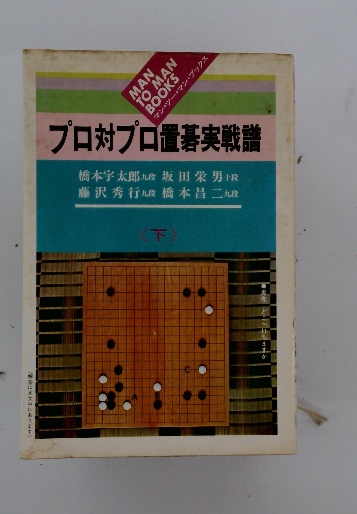 MAN
TO MAN
BOOKS
マン・ツー・マン・ブックス
プロ対プロ置碁実戦譜
橋本宇太郎九段 坂田栄男十段
藤沢秀行九段 橋本昌二九段
〈下〉
A
C